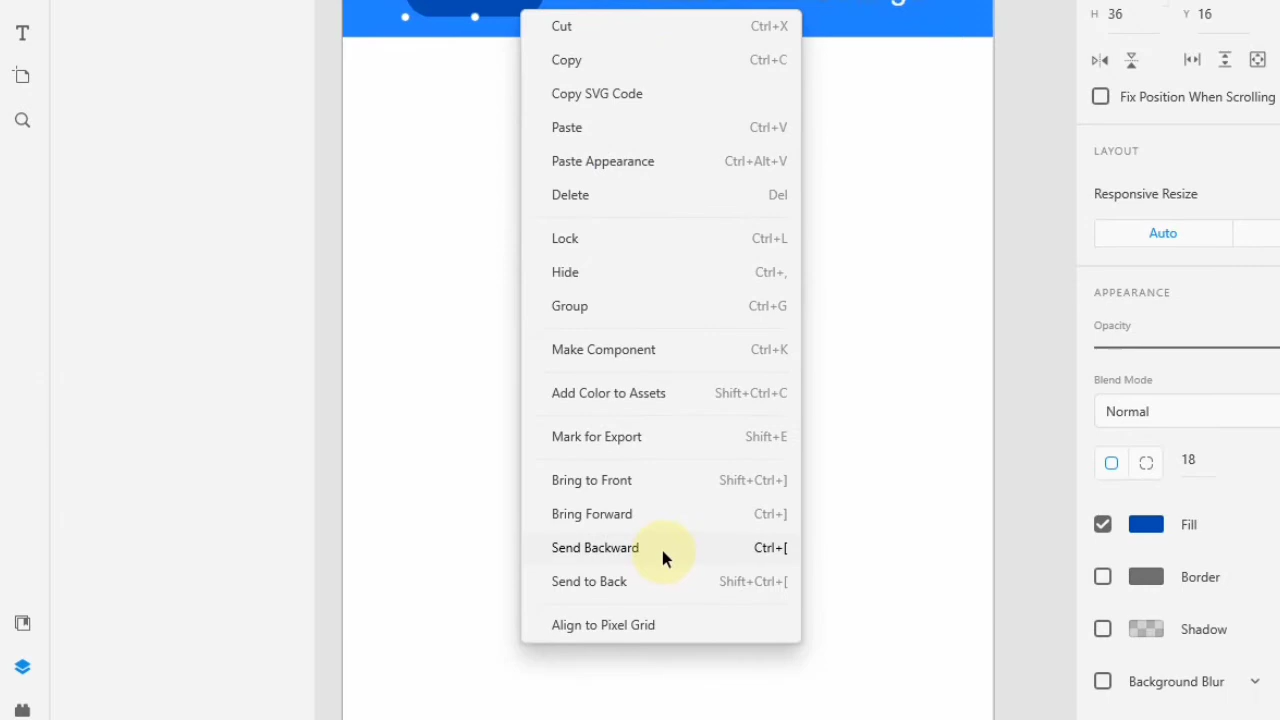 Cut Ctrl+X
Copy Ctrl+C
Copy SVG Code
Paste Ctrl+V
Paste Appearance Ctrl+Alt+V
Delete Del
Lock Ctrl+L
Hide Ctrl+,
Group Ctrl+G
Make Component Ctrl+K
Add Color to Assets Shift+Ctrl+C
Mark for Export Shift+E
Bring to Front Shift+Ctrl+]
Bring Forward Ctrl+]
Send Backward Ctrl+[
Send to Back Shift+Ctrl+[
Align to Pixel Grid
H 36 Y 16
Fix Position When Scrolling
LAYOUT
Responsive Resize
Auto
APPEARANCE
Opacity
Blend Mode
Normal
18
Fill
Border
Shadow
Background Blur